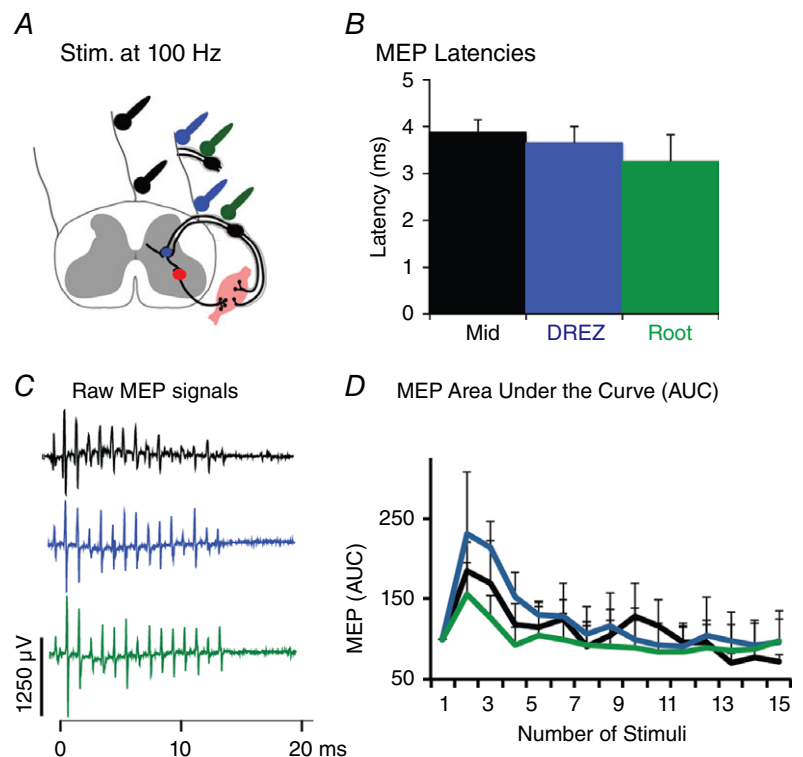 A
Stim. at 100 Hz
B
MEP Latencies
Latency (ms)
5
4
3
2
1
0
Mid DREZ Root
C
Raw MEP signals
1250 µV
0 10 20 ms
D
MEP Area Under the Curve (AUC)
MEP (AUC)
250
150
50
1 3 5 7 9 11 13 15
Number of Stimuli